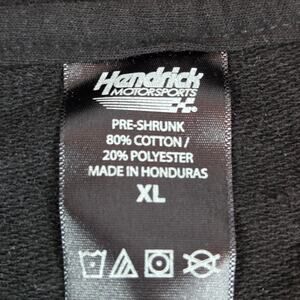 Hendrick
MOTORSPORTS
PRE-SHRUNK
80% COTTON /
20% POLYESTER
MADE IN HONDURAS
XL